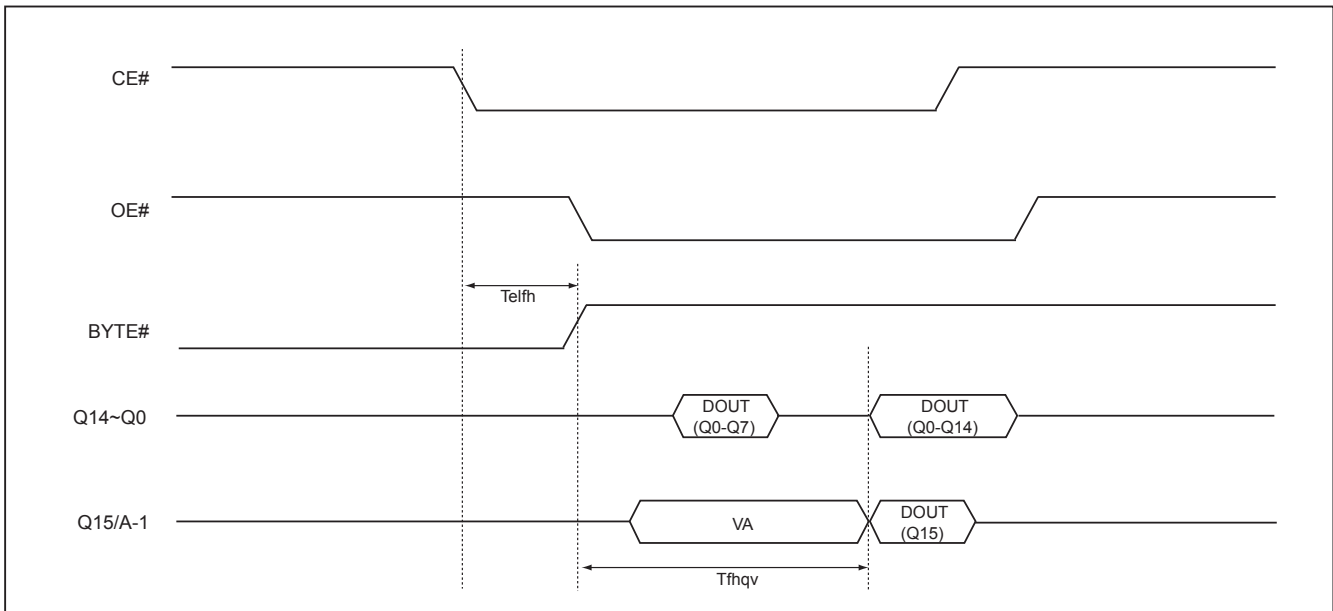 CE#
OE#
Telfh
BYTE#
Q14~Q0
DOUT
(Q0-Q7)
DOUT
(Q0-Q14)
Q15/A-1
VA
DOUT
(Q15)
Tfhqv